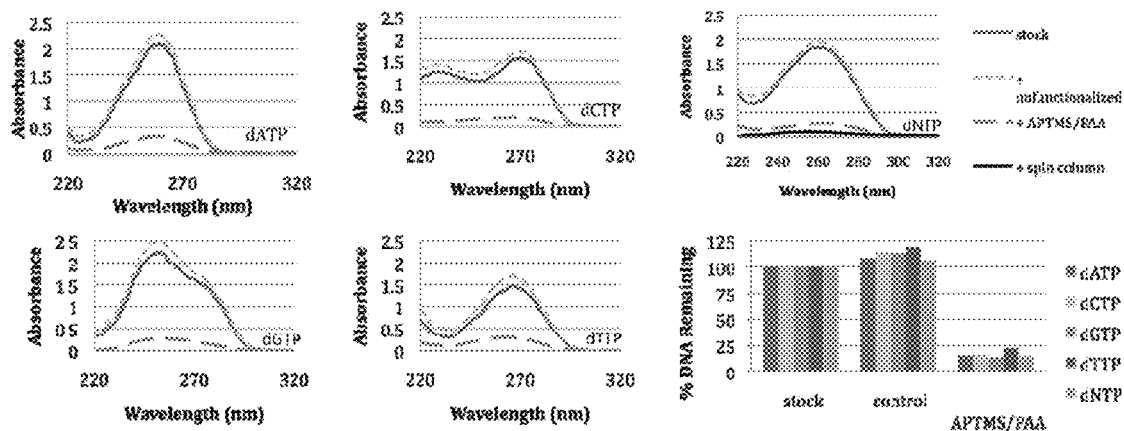 2.5
2
1.5
1
0.5
0
Absorbance
dATP
220 270 320
Wavelength (nm)
2.5
2
1.5
1
0.5
0
Absorbance
dCTP
220 270 320
Wavelength (nm)
2.5
2
1.5
1
0.5
0
Absorbance
dNTP
220 240 260 280 300 320
Wavelength (nm)
stock
+
unfunctionalized
+ APTMS/PAA
+ spin column
2.5
2
1.5
1
0.5
0
Absorbance
dGTP
220 270 320
Wavelength (nm)
2.5
2
1.5
1
0.5
0
Absorbance
dTTP
220 270 320
Wavelength (nm)
125
100
75
50
25
0
% DNA Remaining
stock control
APTMS/PAA
dATP
dCTP
dGTP
dTTP
dNTP